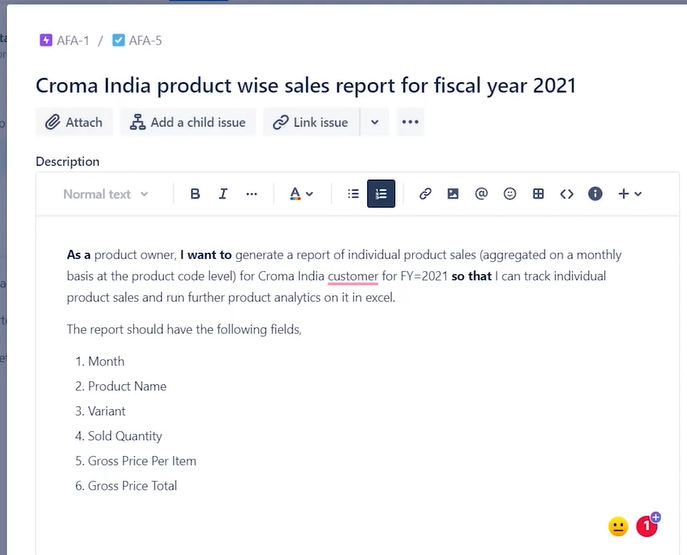 AFA-1 / AFA-5
Croma India product wise sales report for fiscal year 2021
Attach Add a child issue Link issue
Description
Normal text B I A
As a product owner, I want to generate a report of individual product sales (aggregated on a monthly
basis at the product code level) for Croma India customer for FY=2021 so that I can track individual
product sales and run further product analytics on it in excel.
The report should have the following fields,
1. Month
2. Product Name
3. Variant
4. Sold Quantity
5. Gross Price Per Item
6. Gross Price Total
1